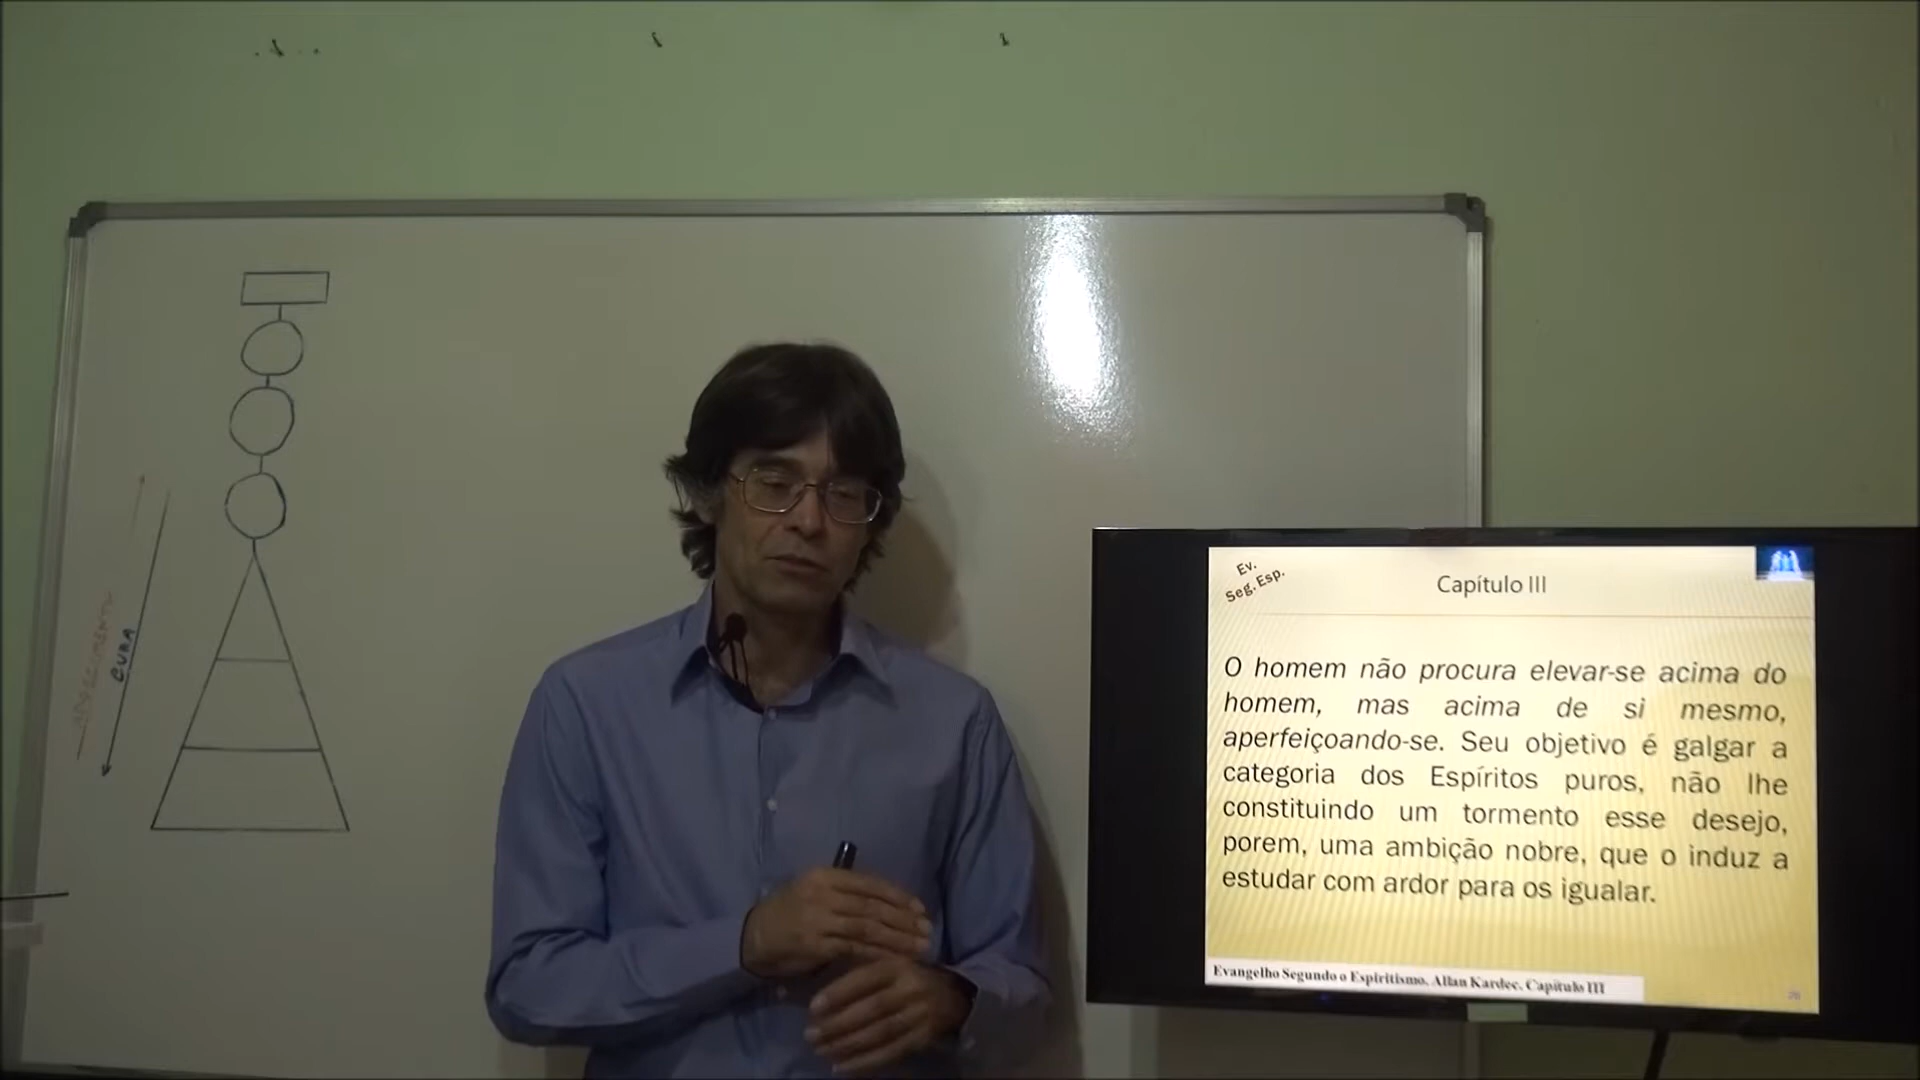 CURA
Ev.
Seg. Esp.
Capítulo III
O homem não procura elevar-se acima do
homem, mas acima de si mesmo,
aperfeiçoando-se. Seu objetivo é galgar a
categoria dos Espíritos puros, não lhe
constituindo um tormento esse desejo,
porem, uma ambição nobre, que o induz a
estudar com ardor para os igualar.
Evangelho Segundo o Espiritismo. Allan Kardec. Capítulo III